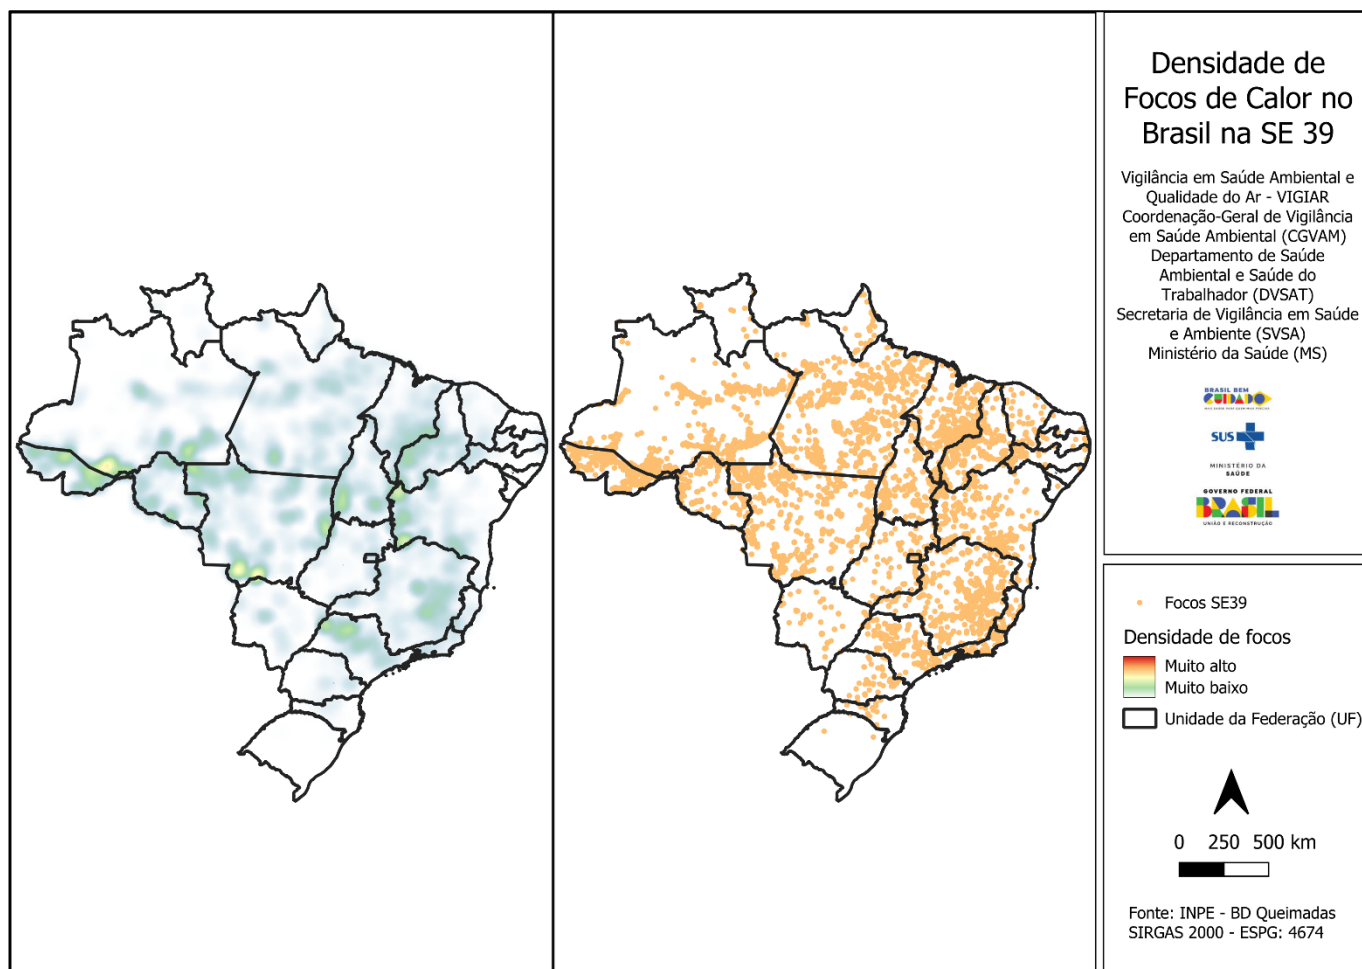 Densidade de
Focos de Calor no
Brasil na SE 39
Vigilância em Saúde Ambiental e
Qualidade do Ar - VIGIAR
Coordenação-Geral de Vigilância
em Saúde Ambiental (CGVAM)
Departamento de Saúde
Ambiental e Saúde do
Trabalhador (DVSAT)
Secretaria de Vigilância em Saúde
e Ambiente (SVSA)
Ministério da Saúde (MS)
BRASIL BEM
CUIDADO
SUS
MINISTÉRIO DA
SAÚDE
GOVERNO FEDERAL
BRASIL
UNIÃO E RECONSTRUÇÃO
Focos SE39
Densidade de focos
Muito alto
Muito baixo
Unidade da Federação (UF)
0 250 500 km
Fonte: INPE - BD Queimadas
SIRGAS 2000 - ESPG: 4674